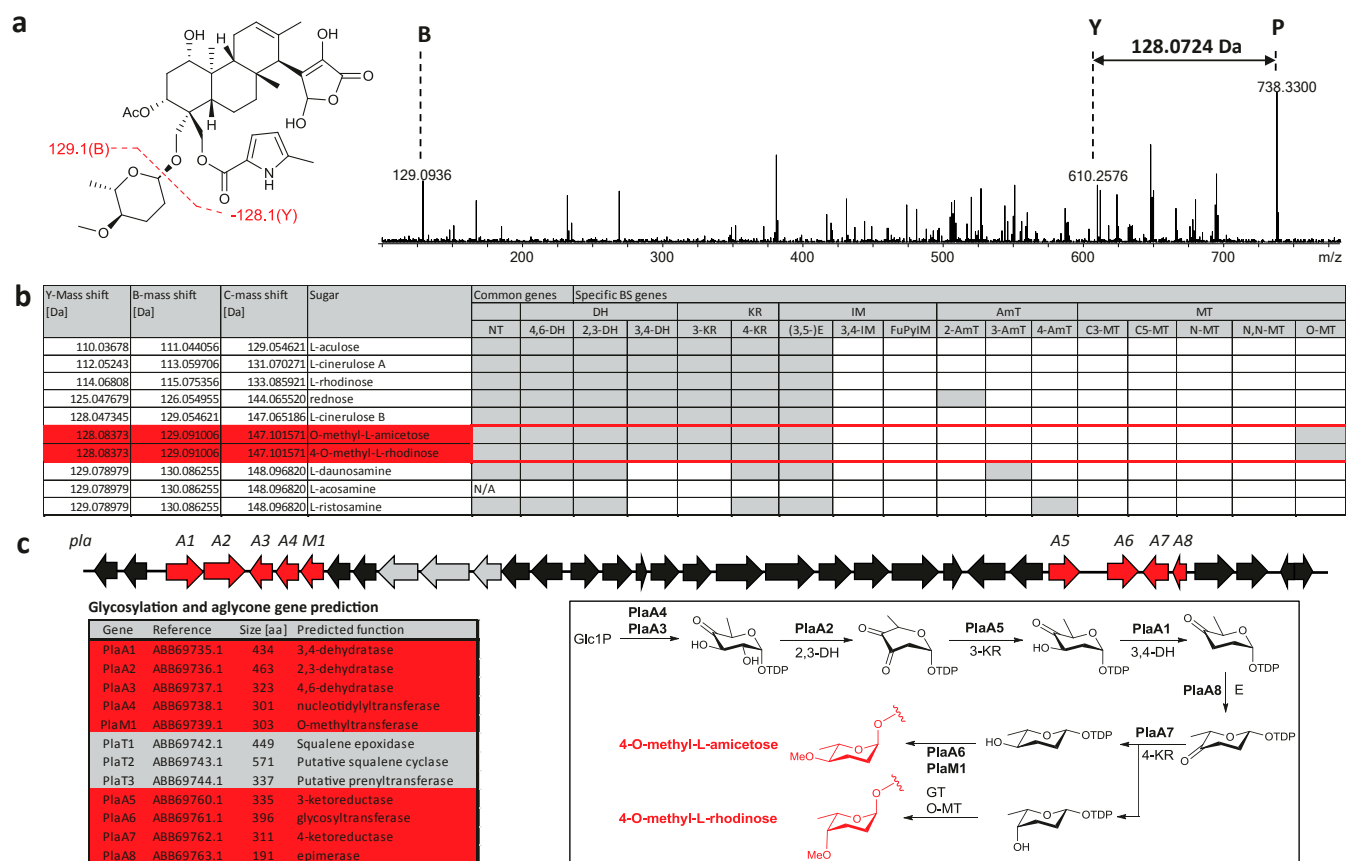 a
OH
H
OH
O
O
HO
AcO
H
129.1(B)
O
O
O
N
H
-128.1(Y)
O
B
Y
P
128.0724 Da
738.3300
129.0936
610.2576
200 300 400 500 600 700 m/z
b
Y-Mass shift [Da] B-mass shift [Da] C-mass shift [Da] Sugar Common genes Specific BS genes
DH KR IM AmT MT
NT 4,6-DH 2,3-DH 3,4-DH 3-KR 4-KR (3,5-)E 3,4-IM FuPyIM 2-AmT 3-AmT 4-AmT C3-MT C5-MT N-MT N,N-MT O-MT
110.03678 111.044056 129.054621 L-aculose
112.05243 113.059706 131.070271 L-cinerulose A
114.06808 115.075356 133.085921 L-rhodinose
125.047679 126.054955 144.065520 rednose
128.047345 129.054621 147.065186 L-cinerulose B
128.08373 129.091006 147.101571 O-methyl-L-amicetose
128.08373 129.091006 147.101571 4-O-methyl-L-rhodinose
129.078979 130.086255 148.096820 L-daunosamine
129.078979 130.086255 148.096820 L-acosamine N/A
129.078979 130.086255 148.096820 L-ristosamine
c
pla A1 A2 A3 A4 M1 A5 A6 A7 A8
Glycosylation and aglycone gene prediction
Gene Reference Size [aa] Predicted function
PlaA1 ABB69735.1 434 3,4-dehydratase
PlaA2 ABB69736.1 463 2,3-dehydratase
PlaA3 ABB69737.1 323 4,6-dehydratase
PlaA4 ABB69738.1 301 nucleotidylyltransferase
PlaM1 ABB69739.1 303 O-methyltransferase
PlaT1 ABB69742.1 449 Squalene epoxidase
PlaT2 ABB69743.1 571 Putative squalene cyclase
PlaT3 ABB69744.1 337 Putative prenyltransferase
PlaA5 ABB69760.1 335 3-ketoreductase
PlaA6 ABB69761.1 396 glycosyltransferase
PlaA7 ABB69762.1 311 4-ketoreductase
PlaA8 ABB69763.1 191 epimerase
Glc1P
PlaA4
PlaA3
O
O
HO
OH
OTDP
PlaA2
2,3-DH
O
O
O
OTDP
PlaA5
3-KR
O
O
HO
OTDP
PlaA1
3,4-DH
O
O
OTDP
PlaA8 E
O
OTDP
O
PlaA7
4-KR
O
OTDP
HO
PlaA6
PlaM1
GT
O-MT
4-O-methyl-L-amicetose
O
O
MeO
O
OTDP
OH
4-O-methyl-L-rhodinose
O
O
MeO